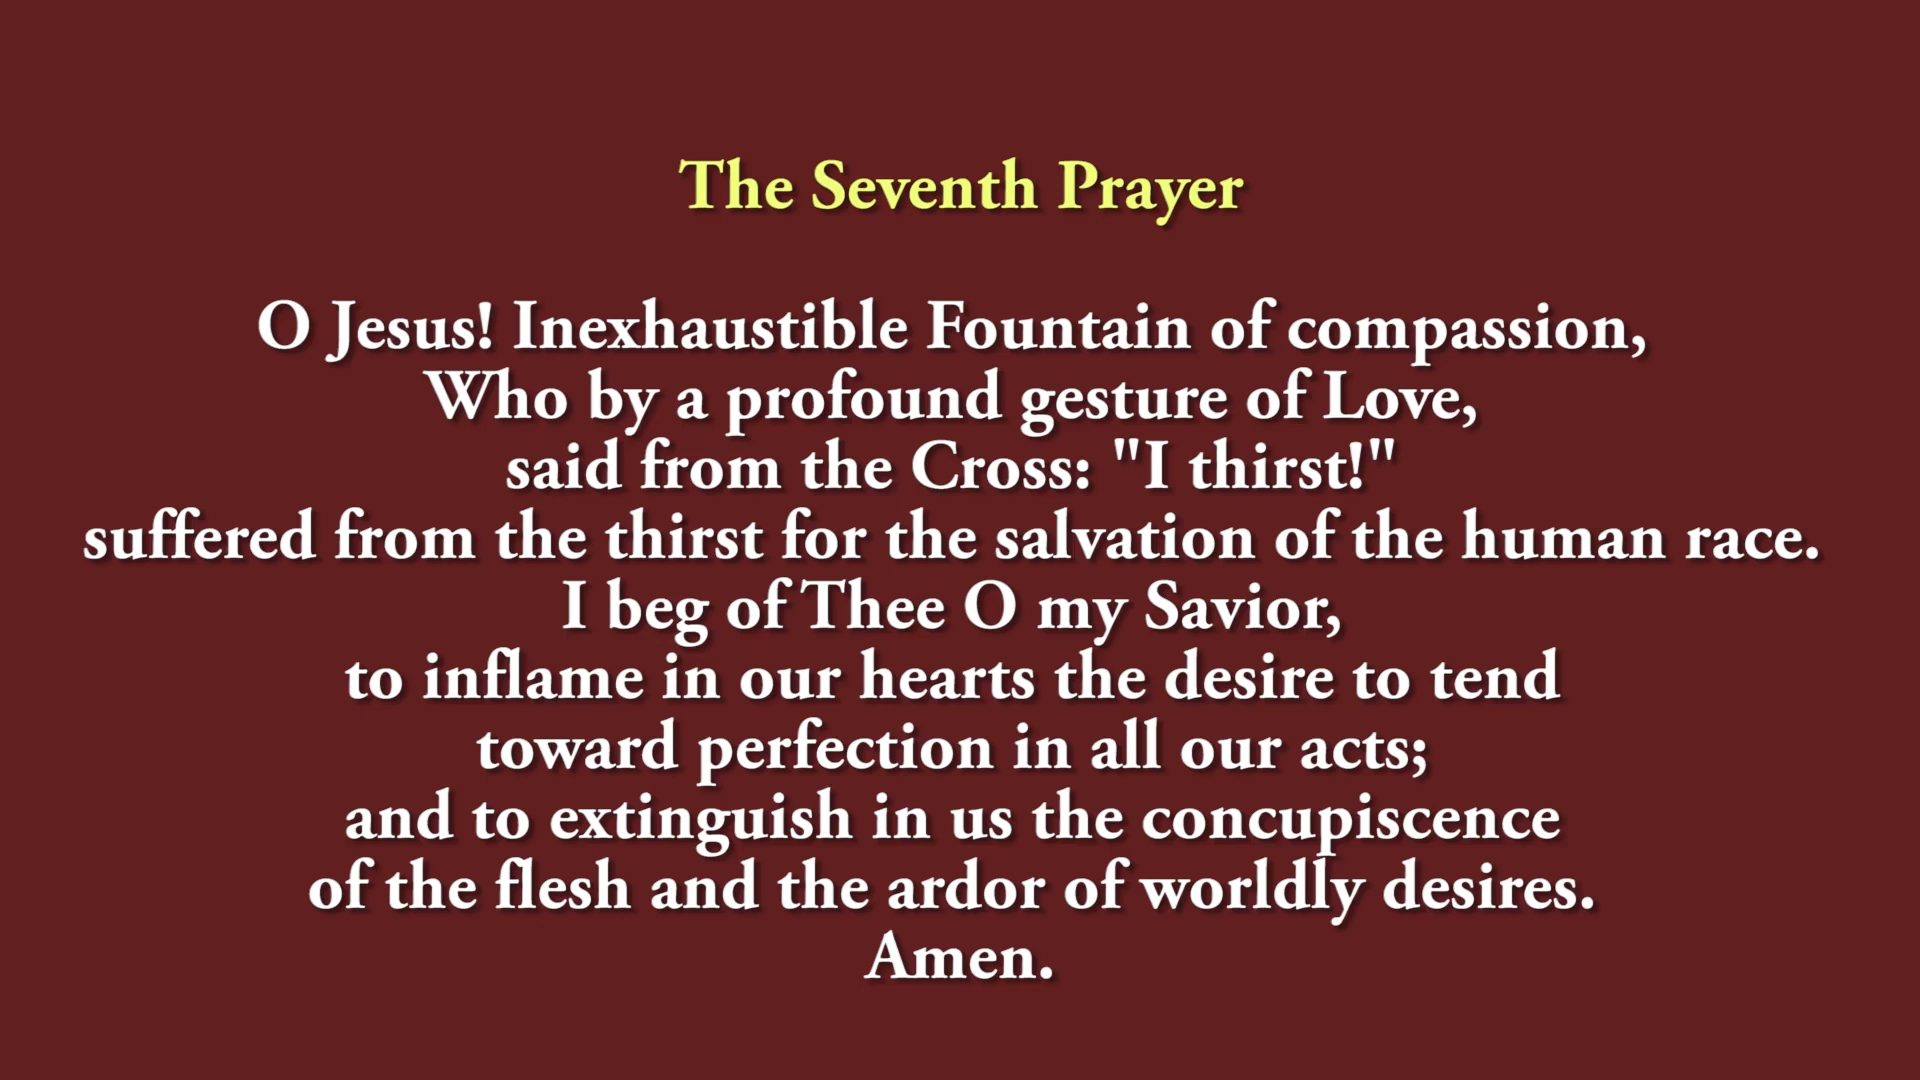 The Seventh Prayer
O Jesus! Inexhaustible Fountain of compassion,
Who by a profound gesture of Love,
said from the Cross: "I thirst!"
suffered from the thirst for the salvation of the human race.
I beg of Thee O my Savior,
to inflame in our hearts the desire to tend
toward perfection in all our acts;
and to extinguish in us the concupiscence
of the flesh and the ardor of worldly desires.
Amen.